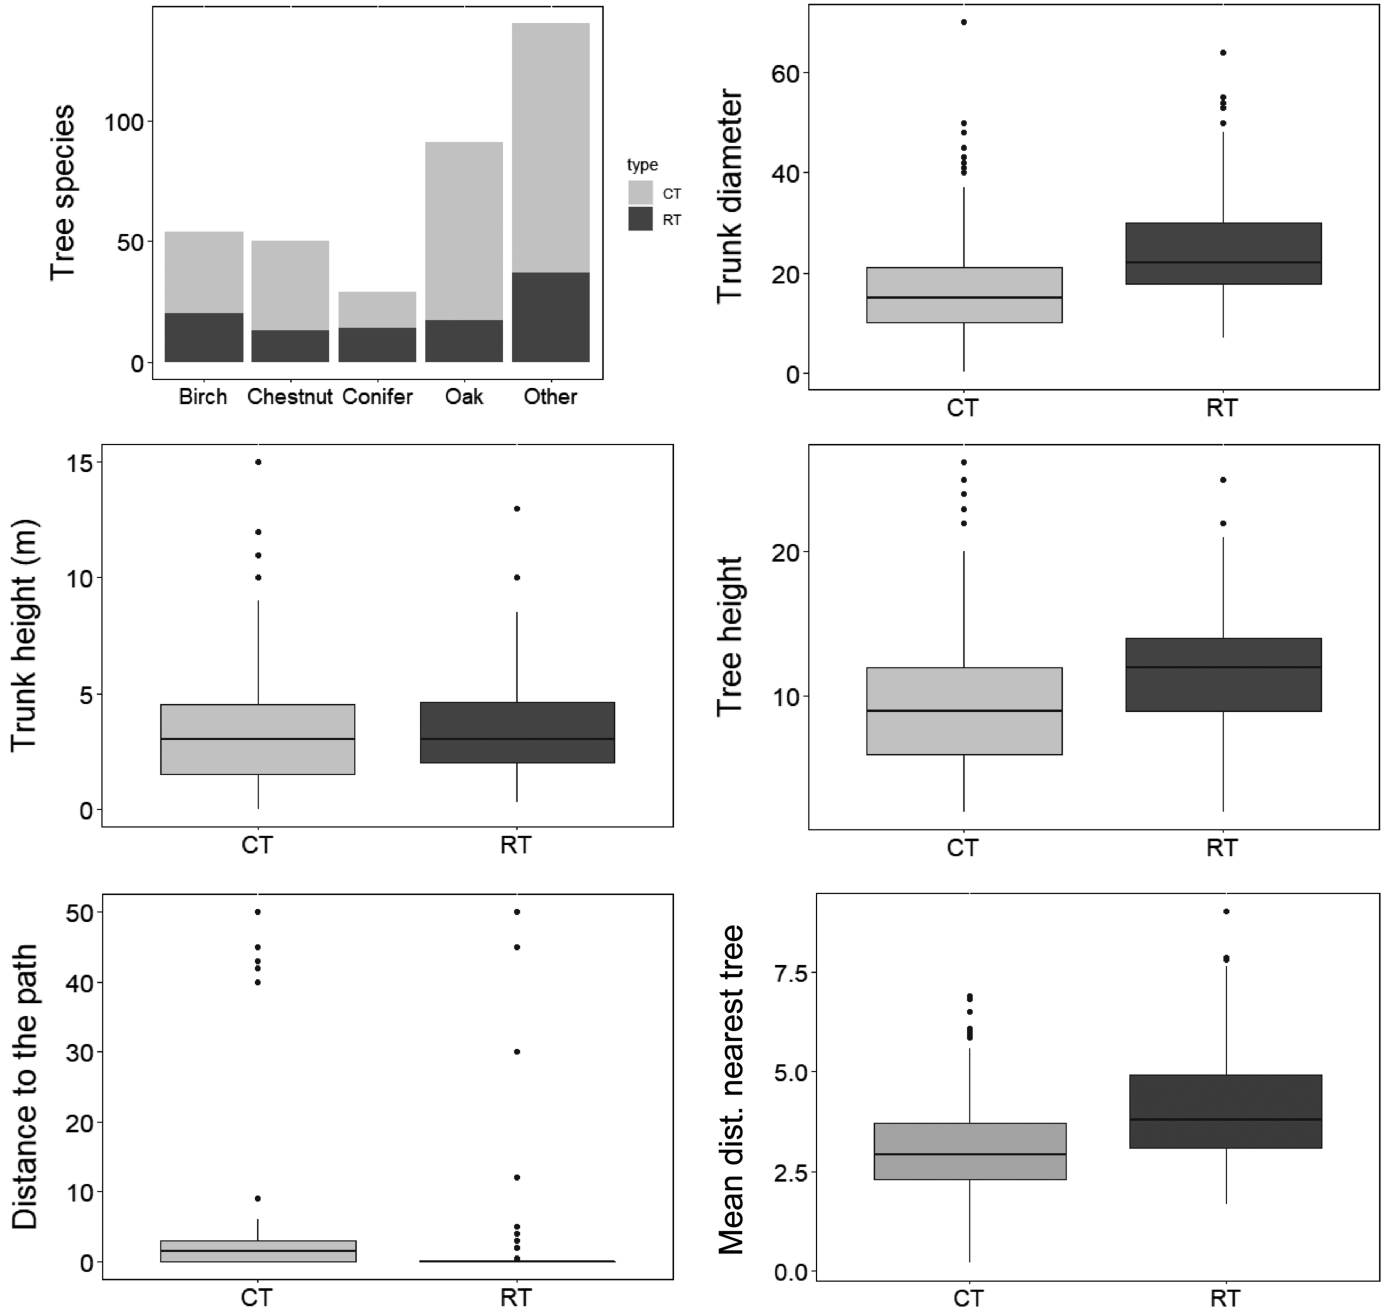 Tree species
100
50
0
Birch Chestnut Conifer Oak Other
type
CT
RT
Trunk diameter
60
40
20
0
CT RT
Trunk height (m)
15
10
5
0
CT RT
Tree height
20
10
CT RT
Distance to the path
50
40
30
20
10
0
CT RT
Mean dist. nearest tree
7.5
5.0
2.5
0.0
CT RT